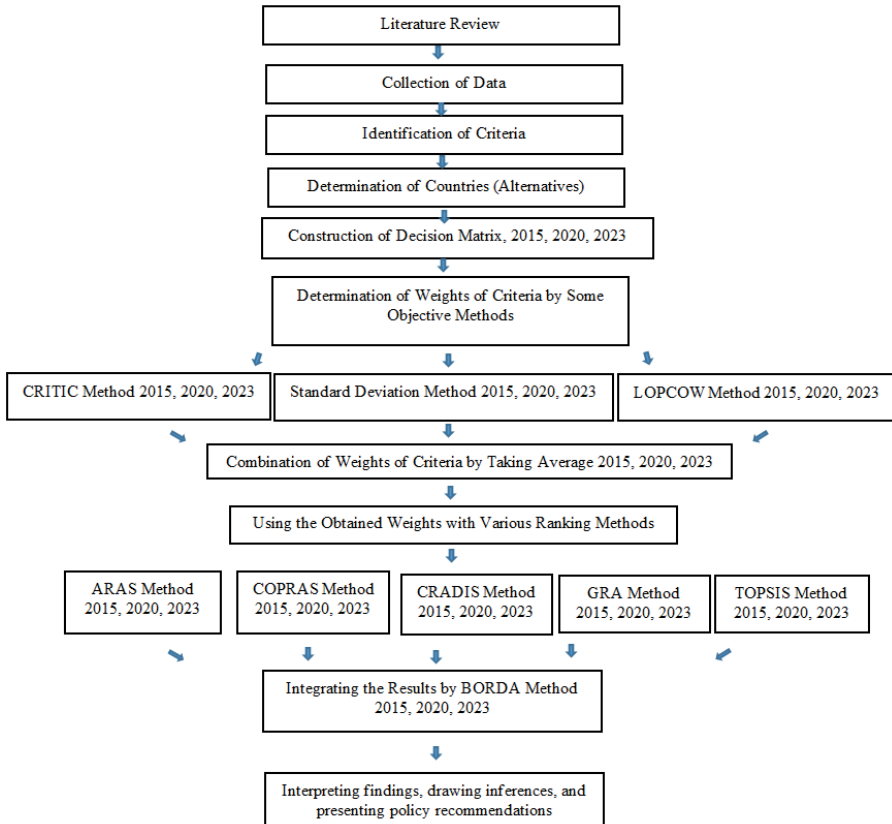 Literature Review
Collection of Data
Identification of Criteria
Determination of Countries (Alternatives)
Construction of Decision Matrix, 2015, 2020, 2023
Determination of Weights of Criteria by Some
Objective Methods
CRITIC Method 2015, 2020, 2023
Standard Deviation Method 2015, 2020, 2023
LOPCOW Method 2015, 2020, 2023
Combination of Weights of Criteria by Taking Average 2015, 2020, 2023
Using the Obtained Weights with Various Ranking Methods
ARAS Method
2015, 2020, 2023
COPRAS Method
2015, 2020, 2023
CRADIS Method
2015, 2020, 2023
GRA Method
2015, 2020, 2023
TOPSIS Method
2015, 2020, 2023
Integrating the Results by BORDA Method
2015, 2020, 2023
Interpreting findings, drawing inferences, and
presenting policy recommendations